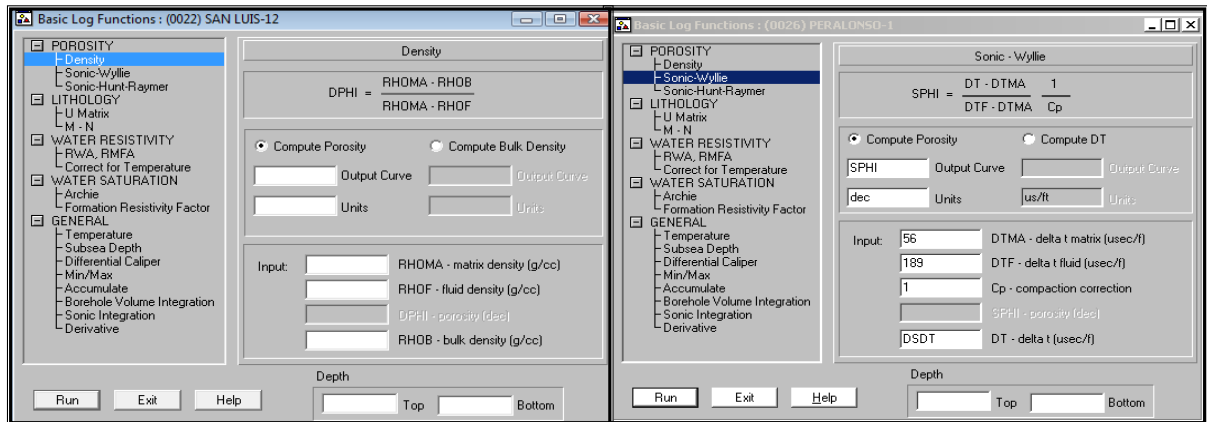 Basic Log Functions : (0022) SAN LUIS-12
POROSITY
Density
Sonic-Wyllie
Sonic-Hunt-Raymer
LITHOLOGY
U Matrix
M - N
WATER RESISTIVITY
RWA, RMFA
Correct for Temperature
WATER SATURATION
Archie
Formation Resistivity Factor
GENERAL
Temperature
Subsea Depth
Differential Caliper
Min/Max
Accumulate
Borehole Volume Integration
Sonic Integration
Derivative
Density
DPHI = RHOMA - RHOB
RHOMA - RHOF
Compute Porosity Compute Bulk Density
Output Curve Output Curve
Units Units
Input: RHOMA - matrix density (g/cc)
RHOF - fluid density (g/cc)
DPHI - porosity (dec)
RHOB - bulk density (g/cc)
Depth
Run Exit Help Top Bottom
Basic Log Functions : (0026) PERALONSO-1
POROSITY
Density
Sonic-Wyllie
Sonic-Hunt-Raymer
LITHOLOGY
U Matrix
M - N
WATER RESISTIVITY
RWA, RMFA
Correct for Temperature
WATER SATURATION
Archie
Formation Resistivity Factor
GENERAL
Temperature
Subsea Depth
Differential Caliper
Min/Max
Accumulate
Borehole Volume Integration
Sonic Integration
Derivative
Sonic - Wyllie
SPHI = DT - DTMA 1
DTF - DTMA Cp
Compute Porosity Compute DT
SPHI Output Curve Output Curve
dec Units us/ft Units
Input: 56 DTMA - delta t matrix (usec/f)
189 DTF - delta t fluid (usec/f)
1 Cp - compaction correction
SPHI - porosity (dec)
DSDT DT - delta t (usec/f)
Depth
Run Exit Help Top Bottom